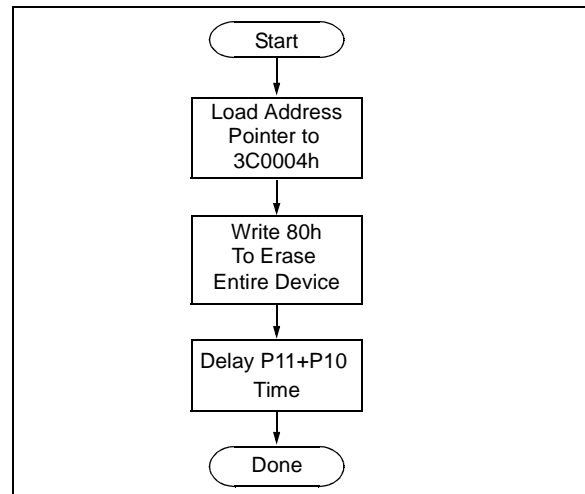 Start
Load Address
Pointer to
3C0004h
Write 80h
To Erase
Entire Device
Delay P11+P10
Time
Done